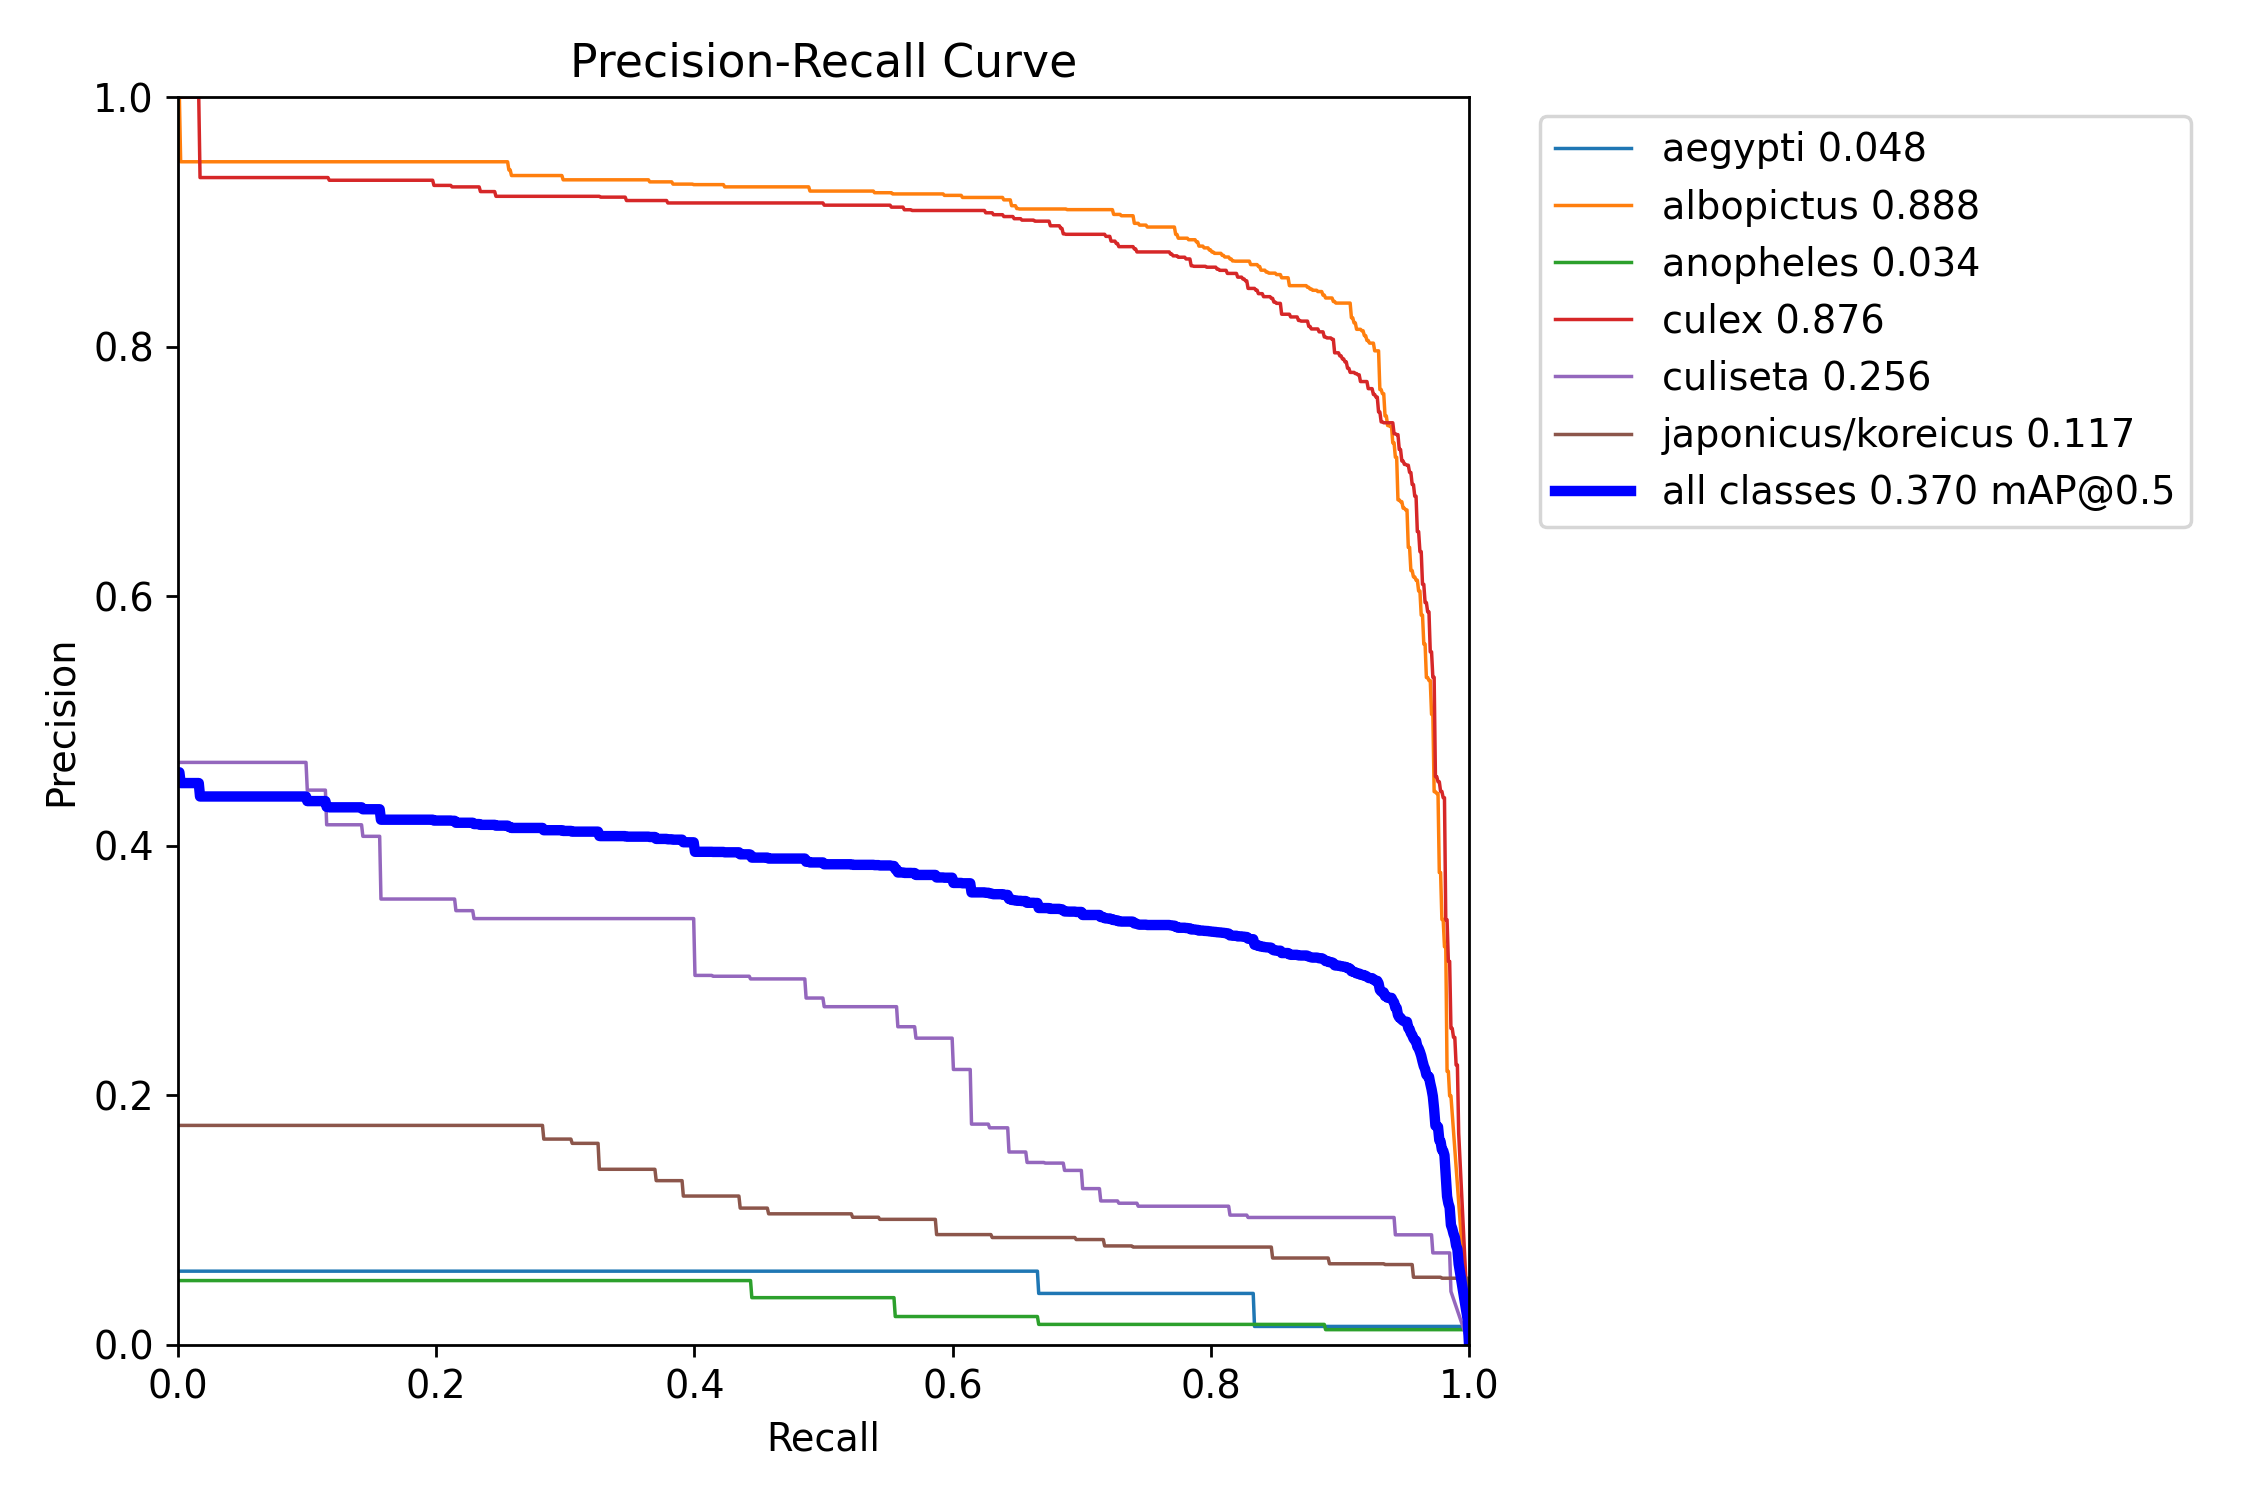 Precision-Recall Curve
1.0
0.8
0.6
0.4
0.2
0.0
Precision
0.0 0.2 0.4 0.6 0.8 1.0
Recall
aegypti 0.048
albopictus 0.888
anopheles 0.034
culex 0.876
culiseta 0.256
japonicus/koreicus 0.117
all classes 0.370 mAP@0.5